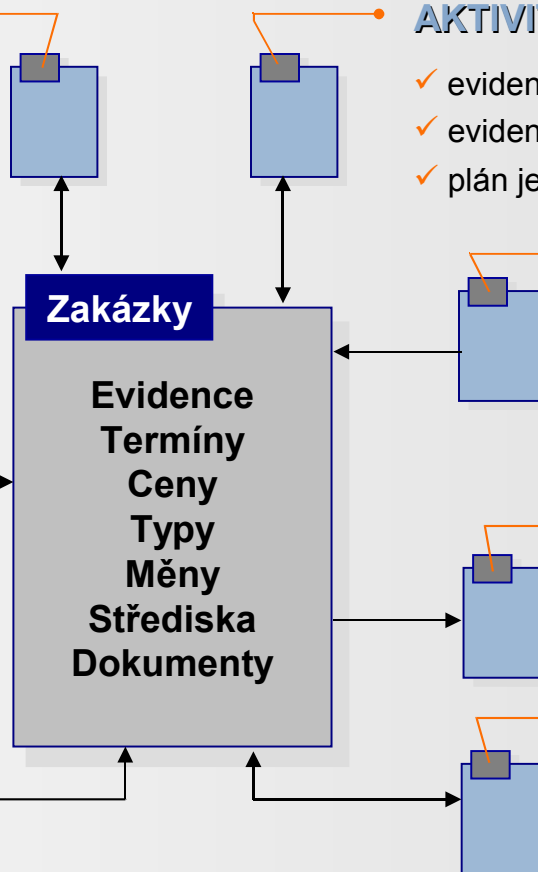 AKTIVI
eviden
eviden
plán je
Zakázky
Evidence
Termíny
Ceny
Typy
Měny
Střediska
Dokumenty